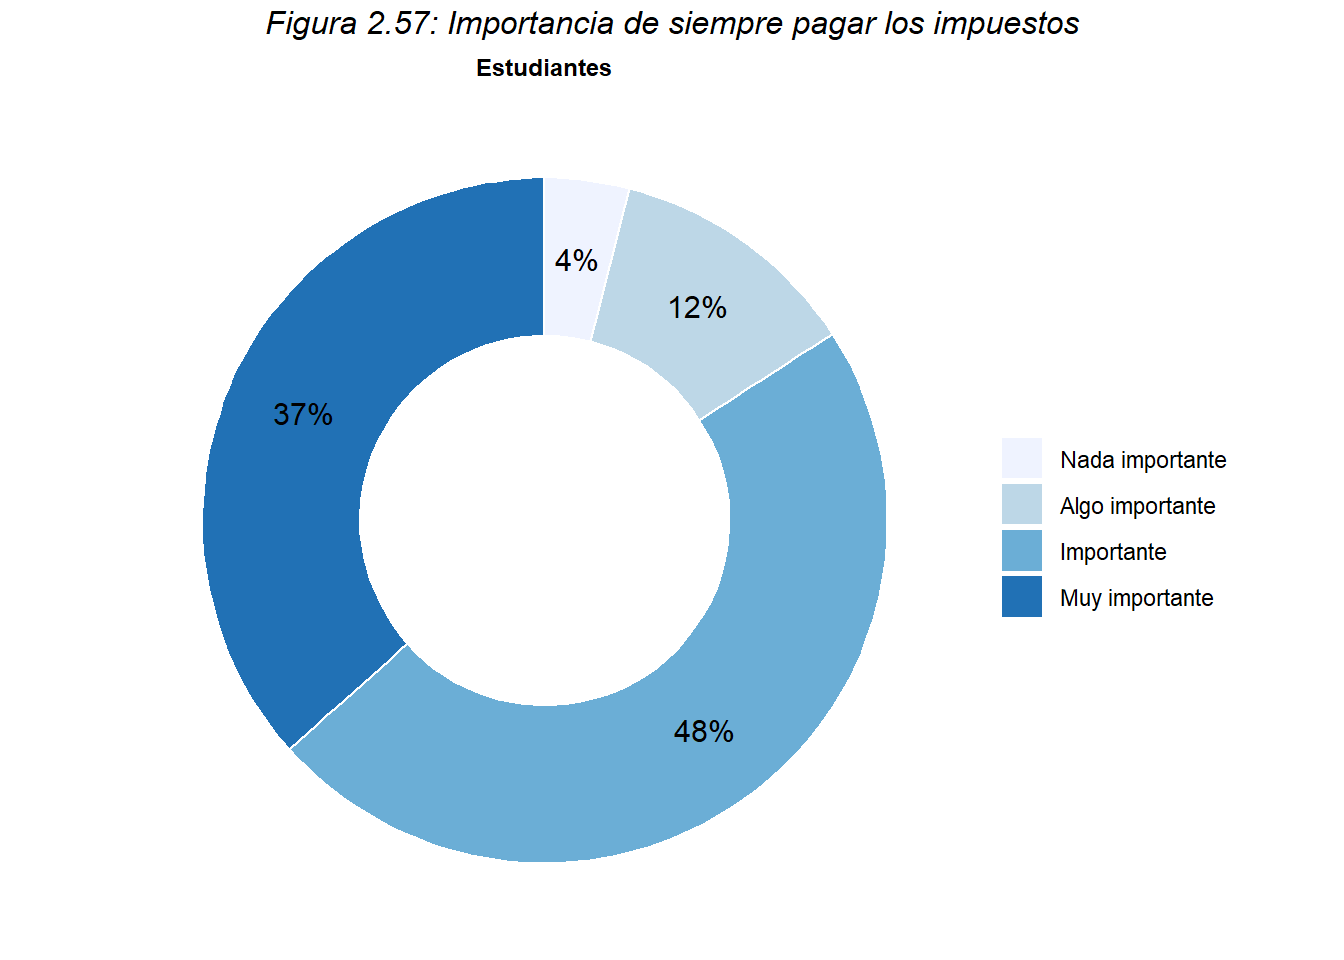 Figura 2.57: Importancia de siempre pagar los impuestos
Estudiantes
4%
12%
37%
48%
Nada importante
Algo importante
Importante
Muy importante